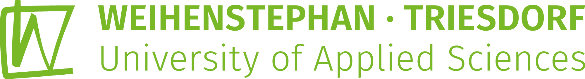 WEIHENSTEPHAN · TRIESDORF
University of Applied Sciences